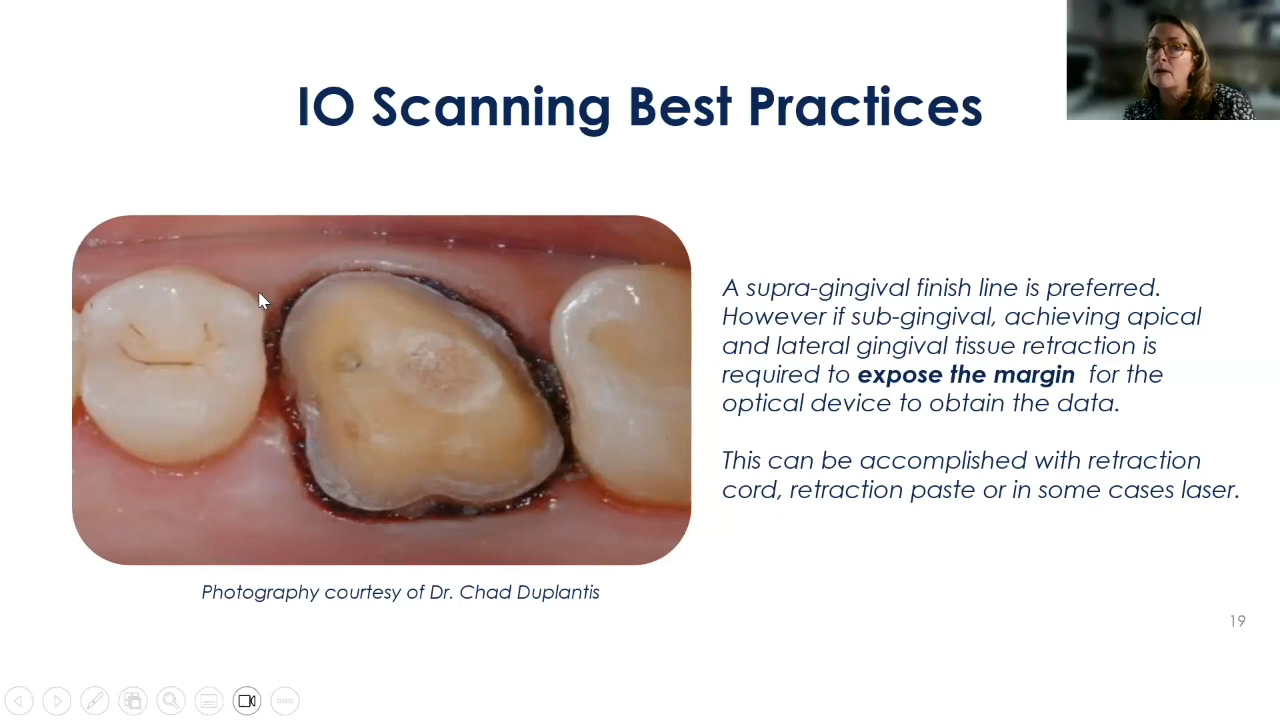 IO Scanning Best Practices
A supra-gingival finish line is preferred.
However if sub-gingival, achieving apical
and lateral gingival tissue retraction is
required to expose the margin for the
optical device to obtain the data.
This can be accomplished with retraction
cord, retraction paste or in some cases laser.
Photography courtesy of Dr. Chad Duplantis
19